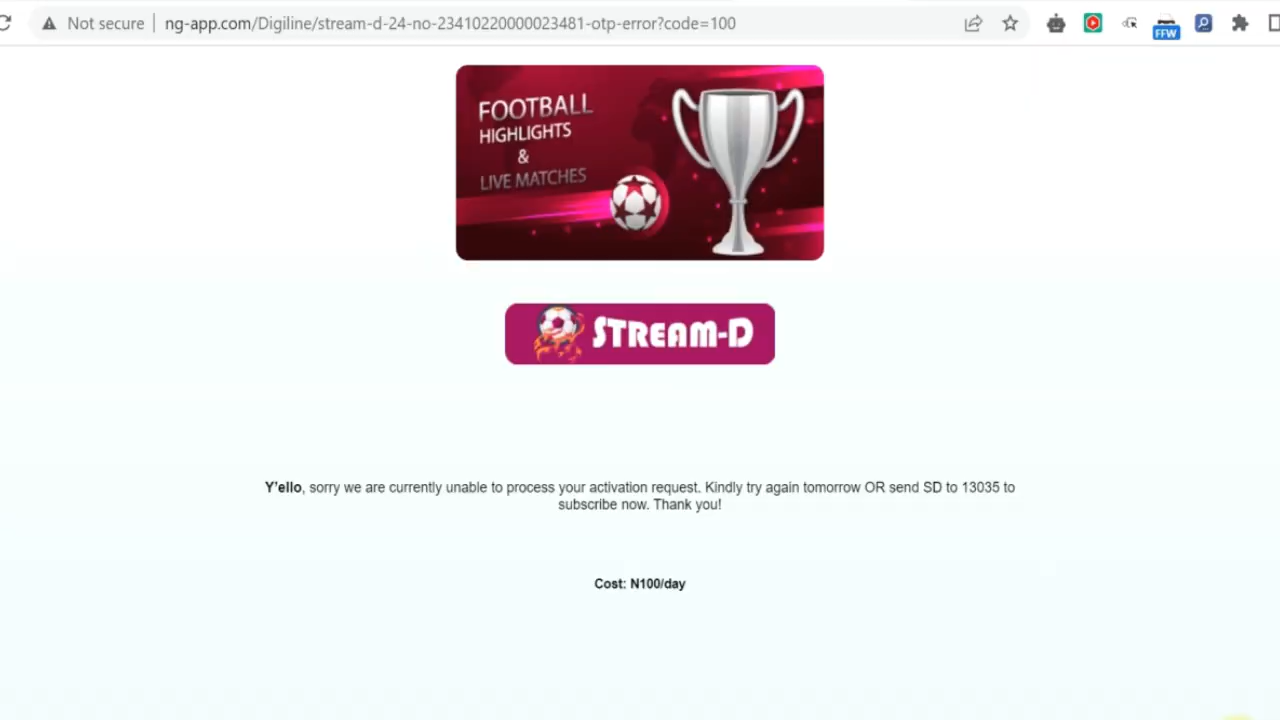 Not secure | ng-app.com/Digiline/stream-d-24-no-23410220000023481-otp-error?code=100
FFW
FOOTBALL
HIGHLIGHTS
&
LIVE MATCHES
STREAM-D
Y'ello, sorry we are currently unable to process your activation request. Kindly try again tomorrow OR send SD to 13035 to
subscribe now. Thank you!
Cost: N100/day